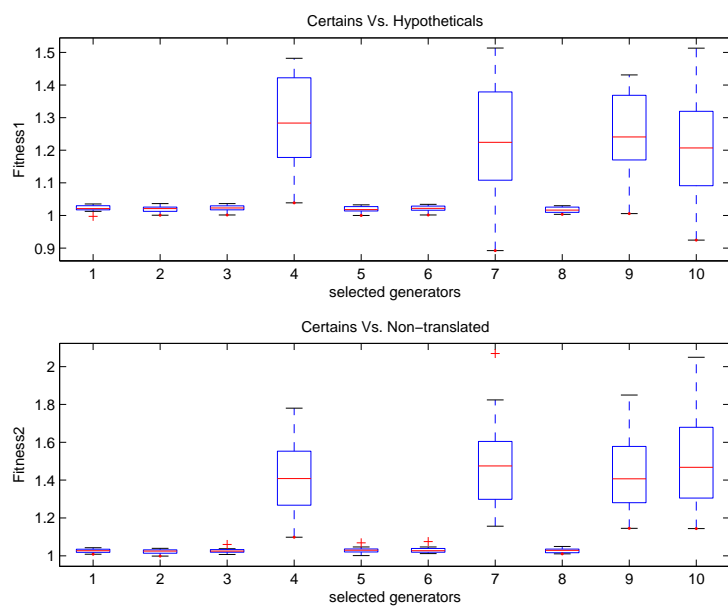 Certains Vs. Hypotheticals
1.5
1.4
1.3
1.2
1.1
1
0.9
Fitness1
1 2 3 4 5 6 7 8 9 10
selected generators
Certains Vs. Non−translated
2
1.8
1.6
1.4
1.2
1
Fitness2
1 2 3 4 5 6 7 8 9 10
selected generators